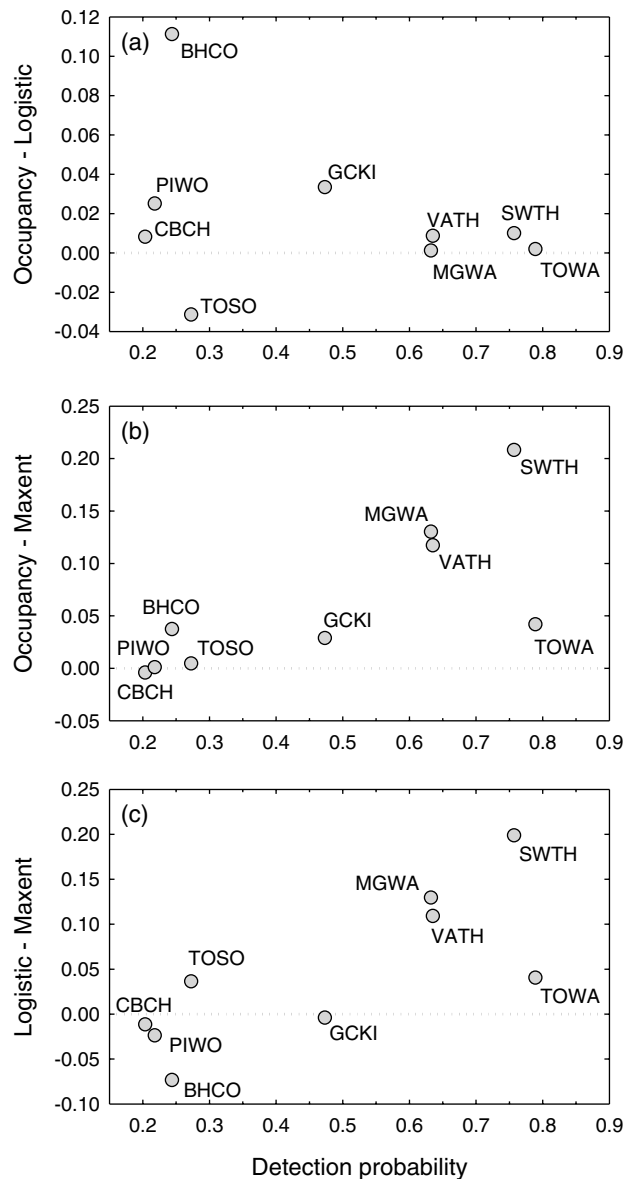 (a)
BHCO
GCKI
PIWO
CBCH
VATH
SWTH
MGWA
TOWA
TOSO
Occupancy - Logistic
0.12
0.10
0.08
0.06
0.04
0.02
0.00
-0.02
-0.04
0.2 0.3 0.4 0.5 0.6 0.7 0.8 0.9
(b)
SWTH
MGWA
VATH
BHCO
GCKI
PIWO
TOSO
TOWA
CBCH
Occupancy - Maxent
0.25
0.20
0.15
0.10
0.05
0.00
-0.05
0.2 0.3 0.4 0.5 0.6 0.7 0.8 0.9
(c)
SWTH
MGWA
VATH
TOSO
CBCH
TOWA
GCKI
PIWO
BHCO
Logistic - Maxent
0.25
0.20
0.15
0.10
0.05
0.00
-0.05
-0.10
0.2 0.3 0.4 0.5 0.6 0.7 0.8 0.9
Detection probability